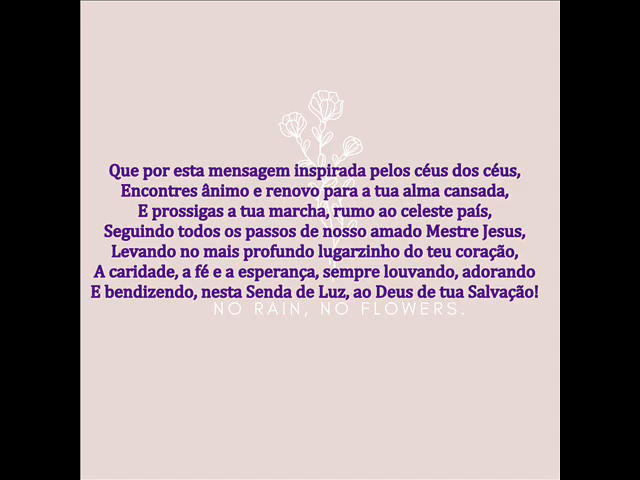 Que por esta mensagem inspirada pelos céus dos céus,
Encontres ânimo e renovo para a tua alma cansada,
E prossigas a tua marcha, rumo ao celeste país,
Seguindo todos os passos de nosso amado Mestre Jesus,
Levando no mais profundo lugarzinho do teu coração,
A caridade, a fé e a esperança, sempre louvando, adorando
E bendizendo, nesta Senda de Luz, ao Deus de tua Salvação!
NO RAIN, NO FLOWERS.